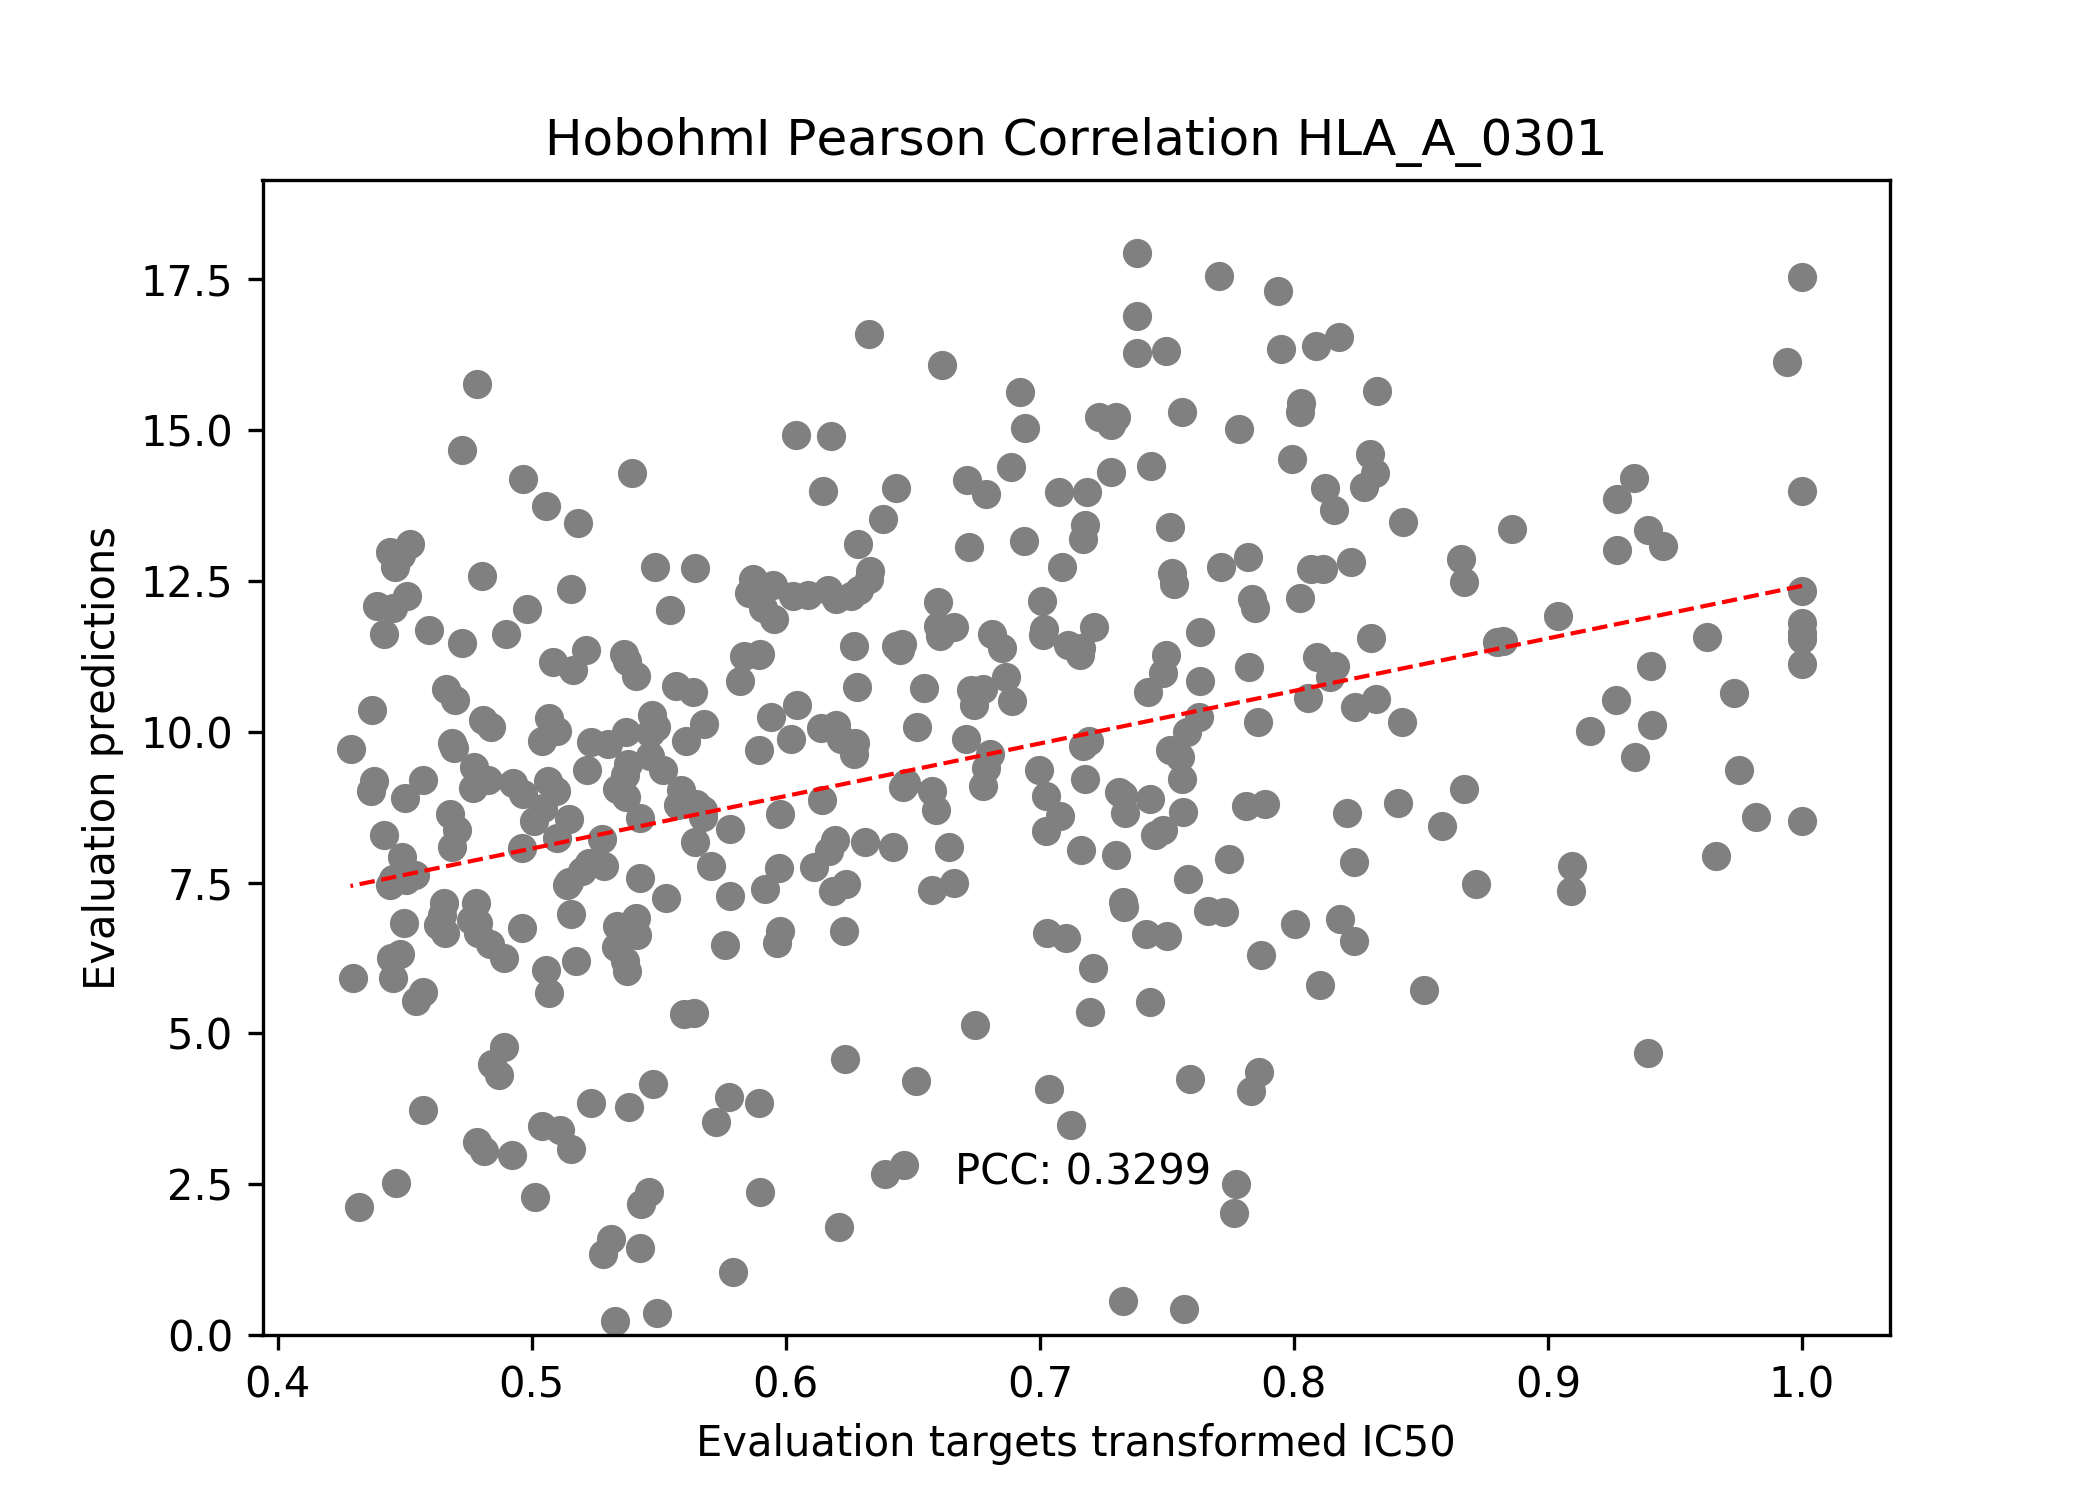 HobohmI Pearson Correlation HLA_A_0301
17.5
15.0
12.5
10.0
7.5
5.0
2.5
0.0
Evaluation predictions
PCC: 0.3299
0.4 0.5 0.6 0.7 0.8 0.9 1.0
Evaluation targets transformed IC50